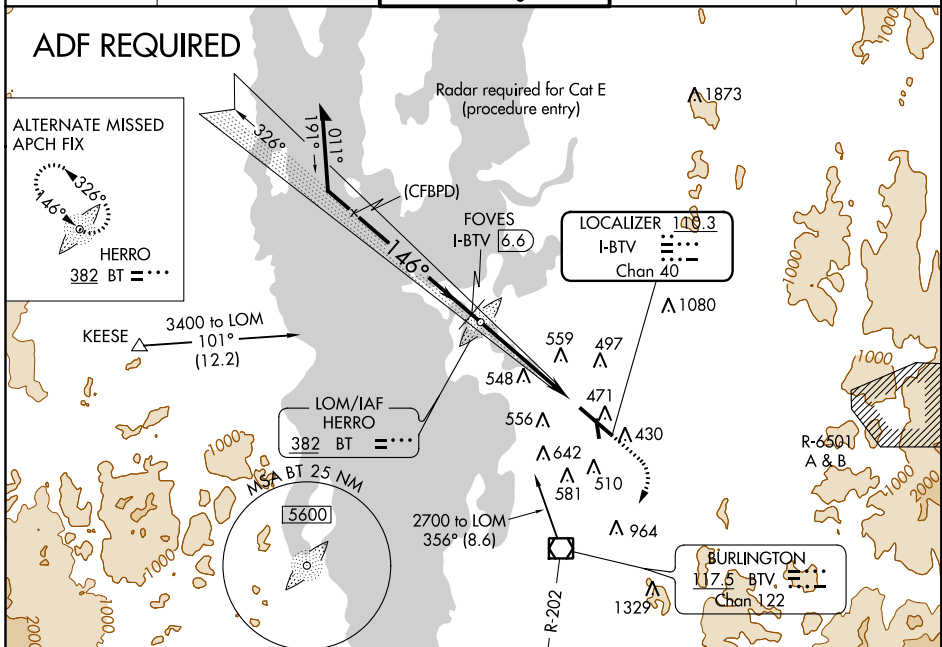 ADF REQUIRED
Radar required for Cat E
(procedure entry)
1873
1000
ALTERNATE MISSED
APCH FIX
326°
146°
HERRO
382 BT
326°
191°
011°
(CFBPD)
146°
FOVES
I-BTV 6.6
LOCALIZER 110.3
I-BTV
Chan 40
1000
1080
KEESE
3400 to LOM
101°
(12.2)
559
497
548
471
1000
LOM/IAF
HERRO
382 BT
556
430
R-6501
A & B
642
581
510
1000
1000
2000
MSA BT 25 NM
5600
2700 to LOM
356° (8.6)
964
1000
1000
2000
BURLINGTON
117.5 BTV
Chan 122
1329
R-202